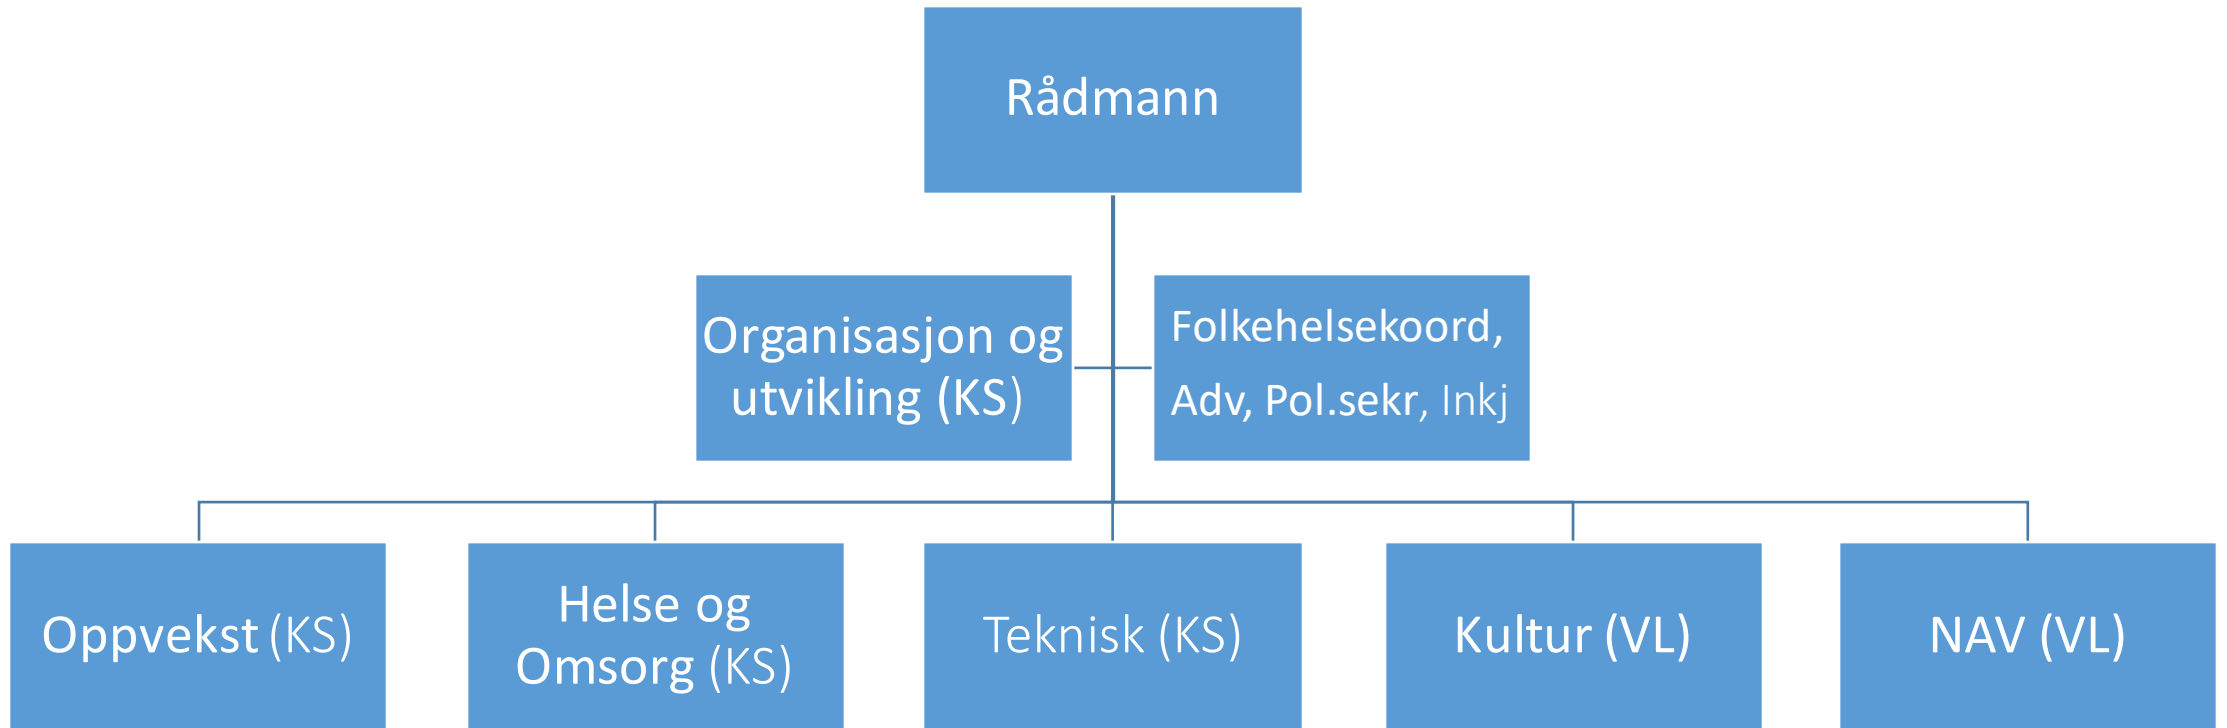 Rådmann
Organisasjon og
utvikling (KS)
Folkehelsekoord,
Adv, Pol.sekr, Inkj
Oppvekst (KS)
Helse og
Omsorg (KS)
Teknisk (KS)
Kultur (VL)
NAV (VL)